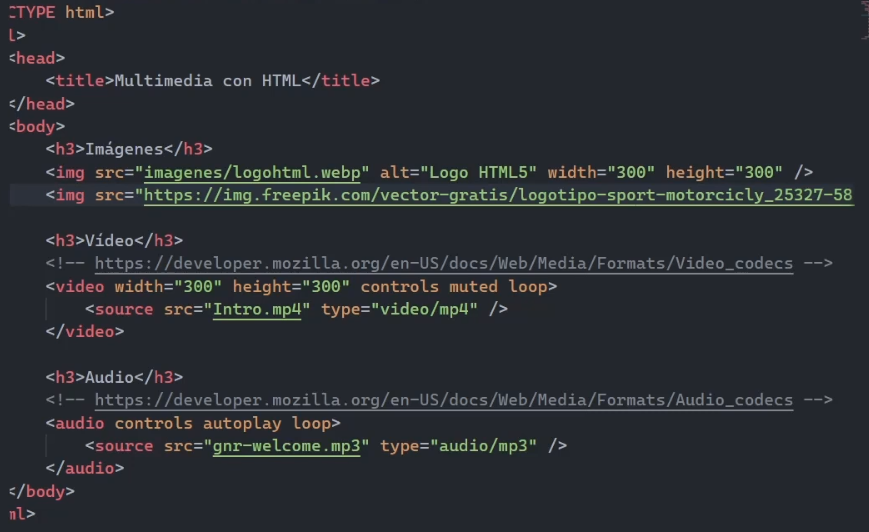 CTYPE html>
l>
<head>
<title>Multimedia con HTML</title>
</head>
<body>
<h3>Imágenes</h3>
<img src="imagenes/logohtml.webp" alt="Logo HTML5" width="300" height="300" />
<img src="https://img.freepik.com/vector-gratis/logotipo-sport-motorcicly_25327-58
<h3>Vídeo</h3>
<!-- https://developer.mozilla.org/en-US/docs/Web/Media/Formats/Video_codecs -->
<video width="300" height="300" controls muted loop>
<source src="Intro.mp4" type="video/mp4" />
</video>
<h3>Audio</h3>
<!-- https://developer.mozilla.org/en-US/docs/Web/Media/Formats/Audio_codecs -->
<audio controls autoplay loop>
<source src="gnr-welcome.mp3" type="audio/mp3" />
</audio>
</body>
ml>